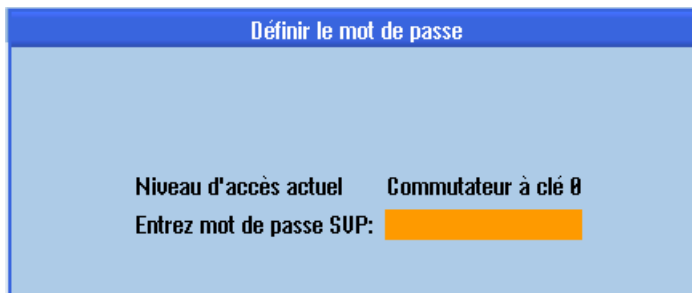 Définir le mot de passe
Niveau d'accès actuel Commutateur à clé 0
Entrez mot de passe SVP: